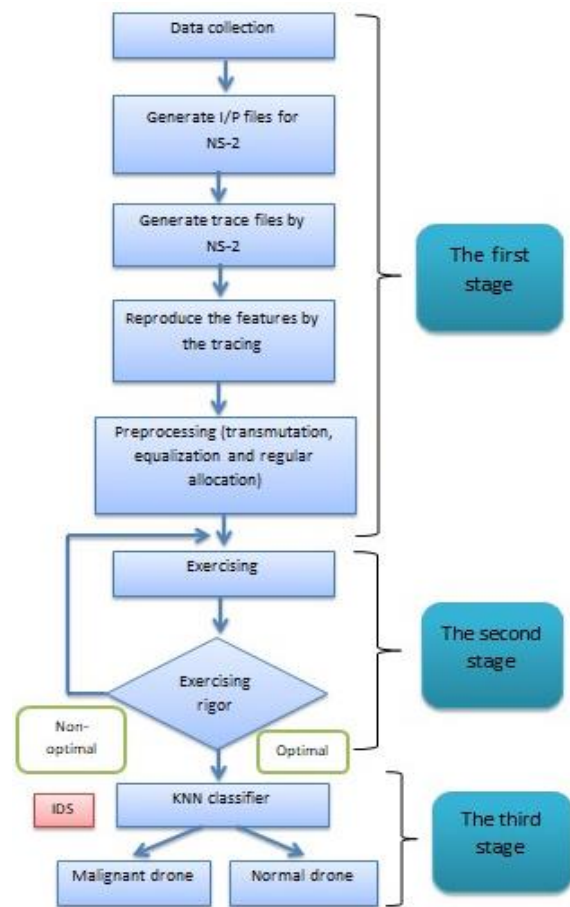 Data collection
Generate I/P files for
NS-2
Generate trace files by
NS-2
The first
stage
Reproduce the features by
the tracing
Preprocessing (transmutation,
equalization and regular
allocation)
Exercising
The second
stage
Exercising
rigor
Non-
optimal
Optimal
KNN classifier
IDS
The third
stage
Malignant drone
Normal drone